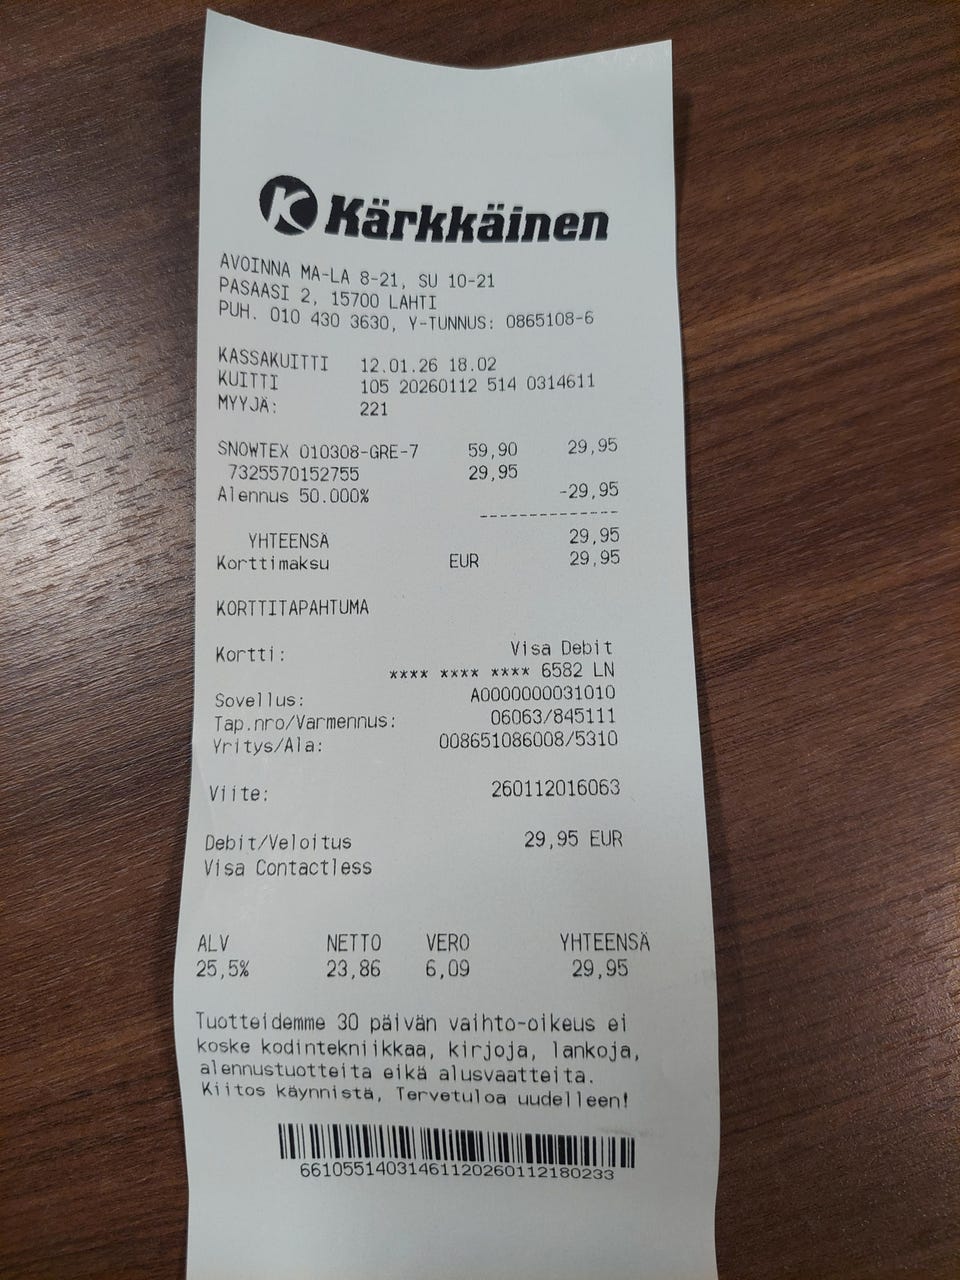 K Kärkkäinen
AVOINNA MA-LA 8-21, SU 10-21
PASAASI 2, 15700 LAHTI
PUH. 010 430 3630, Y-TUNNUS: 0865108-6
KASSAKUITTI 12.01.26 18.02
KUITTI 105 20260112 514 0314611
MYYJÄ: 221
SNOWTEX 010308-GRE-7 59,90 29,95
7325570152755 29,95
Alennus 50.000% -29,95
-------------
YHTEENSA 29,95
Korttimaksu EUR 29,95
KORTTITAPAHTUMA
Kortti: Visa Debit
**** **** **** 6582 LN
Sovellus: A0000000031010
Tap.nro/Varmennus: 06063/845111
Yritys/Ala: 008651086008/5310
Viite: 260112016063
Debit/Veloitus 29,95 EUR
Visa Contactless
ALV NETTO VERO YHTEENSÄ
25,5% 23,86 6,09 29,95
Tuotteidemme 30 päivän vaihto-oikeus ei
koske kodintekniikkaa, kirjoja, lankoja,
alennustuotteita eikä alusvaatteita.
Kiitos käynnistä, Tervetuloa uudelleen!
66105514031461120260112180233